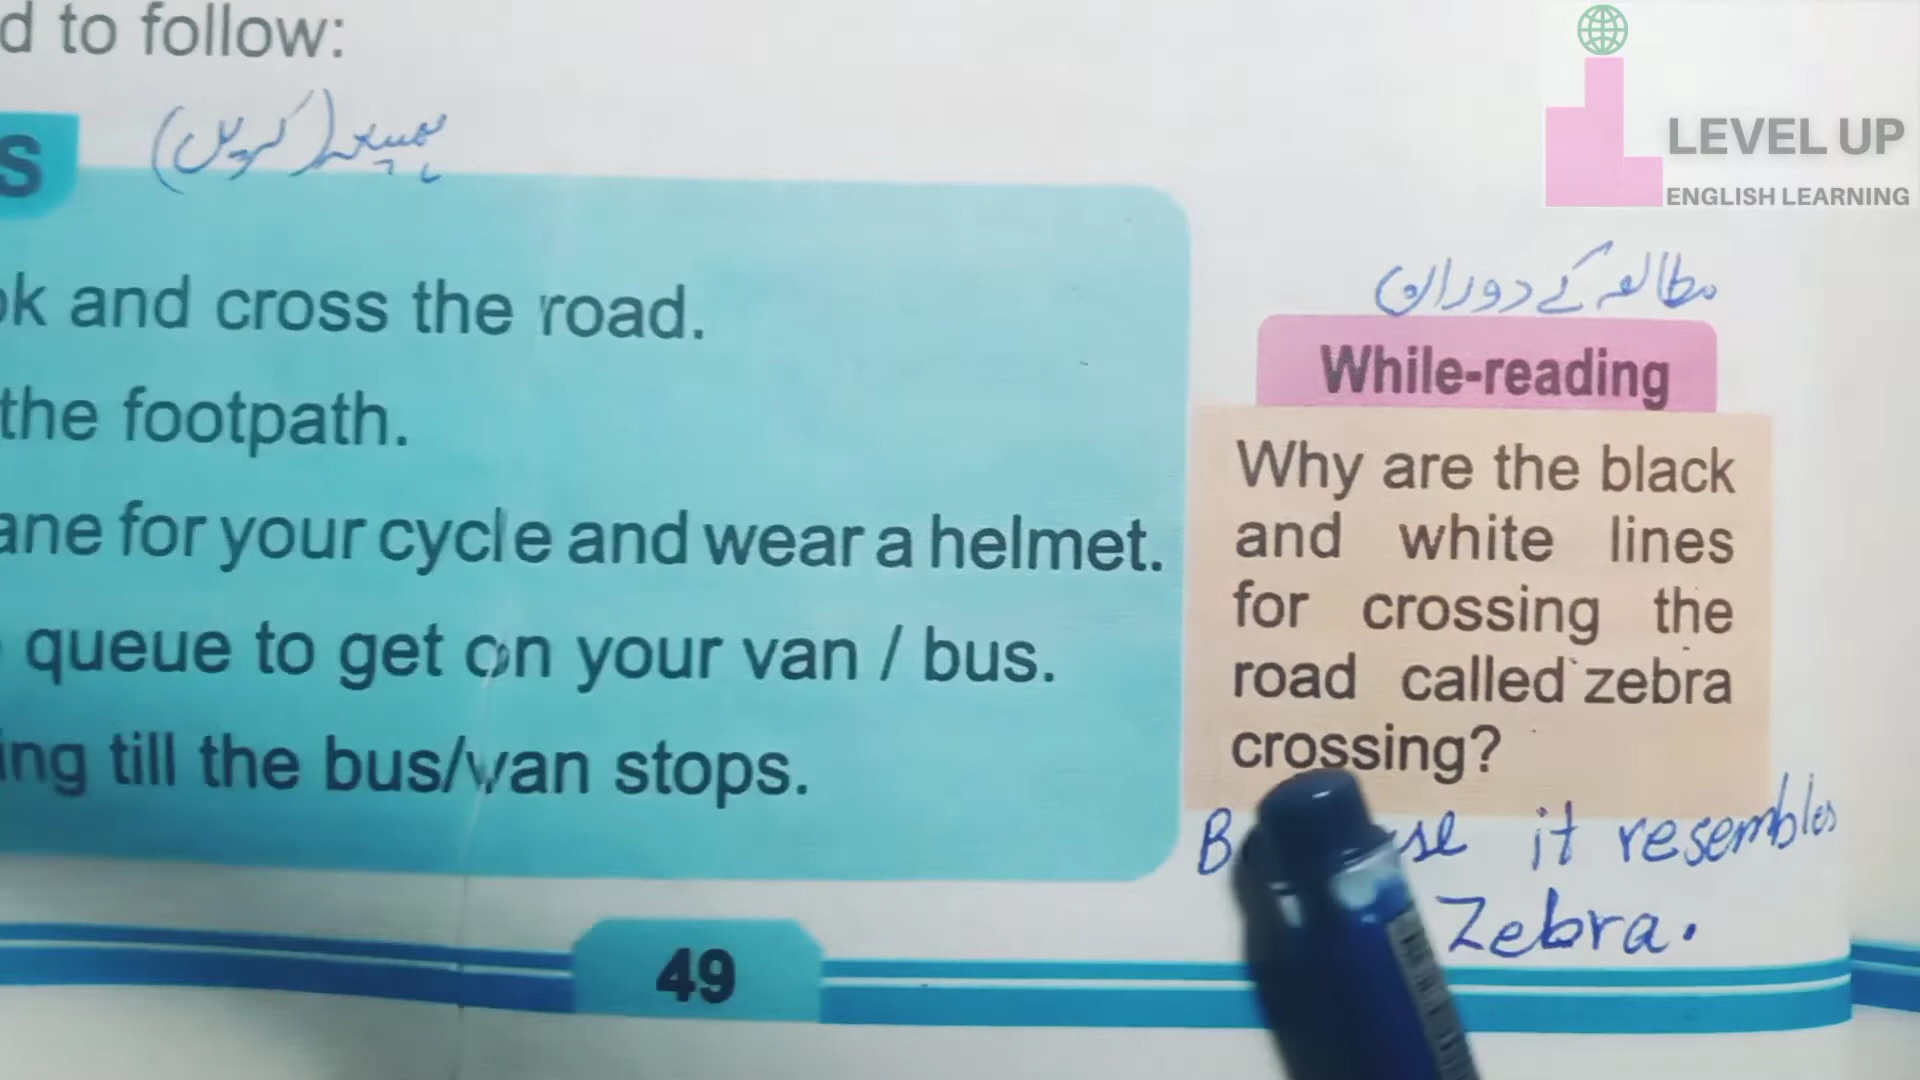 d to follow:
S
ہمیشہ (کریں)
ok and cross the road.
the footpath.
ane for your cycle and wear a helmet.
queue to get on your van / bus.
ing till the bus/van stops.
49
LEVEL UP
ENGLISH LEARNING
مطالعہ کے دوران
While-reading
Why are the black
and white lines
for crossing the
road called zebra
crossing?
it resembles
Zebra.